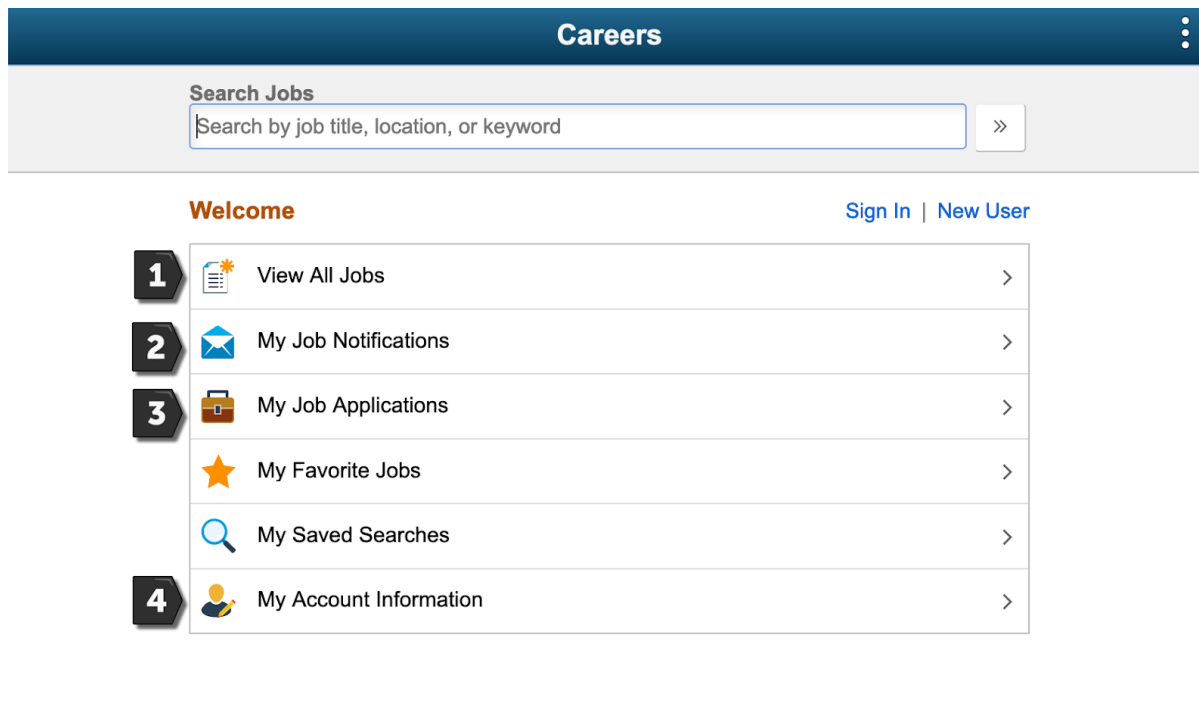 Careers
Search Jobs
Search by job title, location, or keyword
Welcome
Sign In | New User
1 View All Jobs
2 My Job Notifications
3 My Job Applications
My Favorite Jobs
My Saved Searches
4 My Account Information